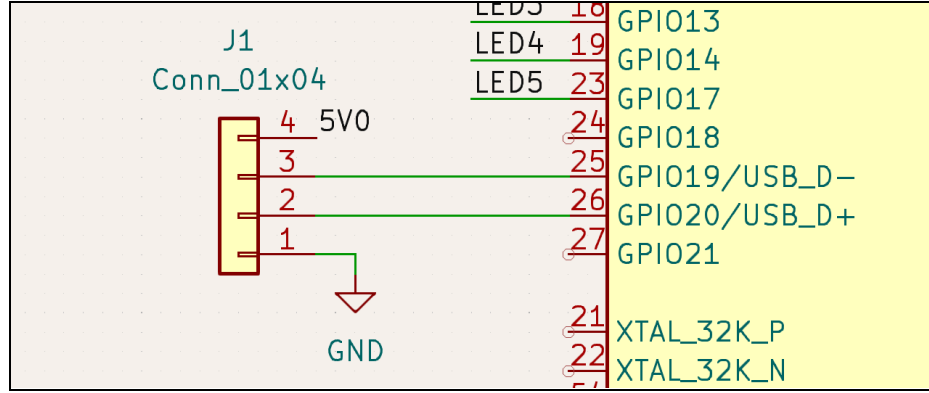 LED3 18 GPIO13
J1
LED4 19 GPIO14
Conn_01x04
LED5 23 GPIO17
4 5V0
24 GPIO18
3
25 GPIO19/USB_D-
2
26 GPIO20/USB_D+
1
27 GPIO21
GND
21 XTAL_32K_P
22 XTAL_32K_N